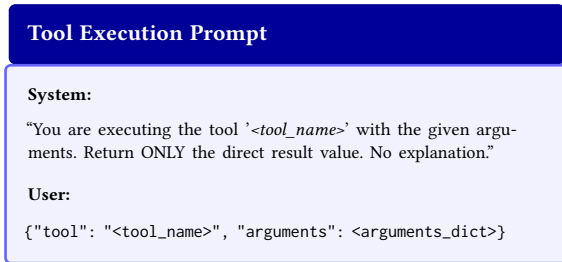 Tool Execution Prompt
System:
“You are executing the tool '<tool_name>' with the given argu-
ments. Return ONLY the direct result value. No explanation.”
User:
{"tool": "<tool_name>", "arguments": <arguments_dict>}